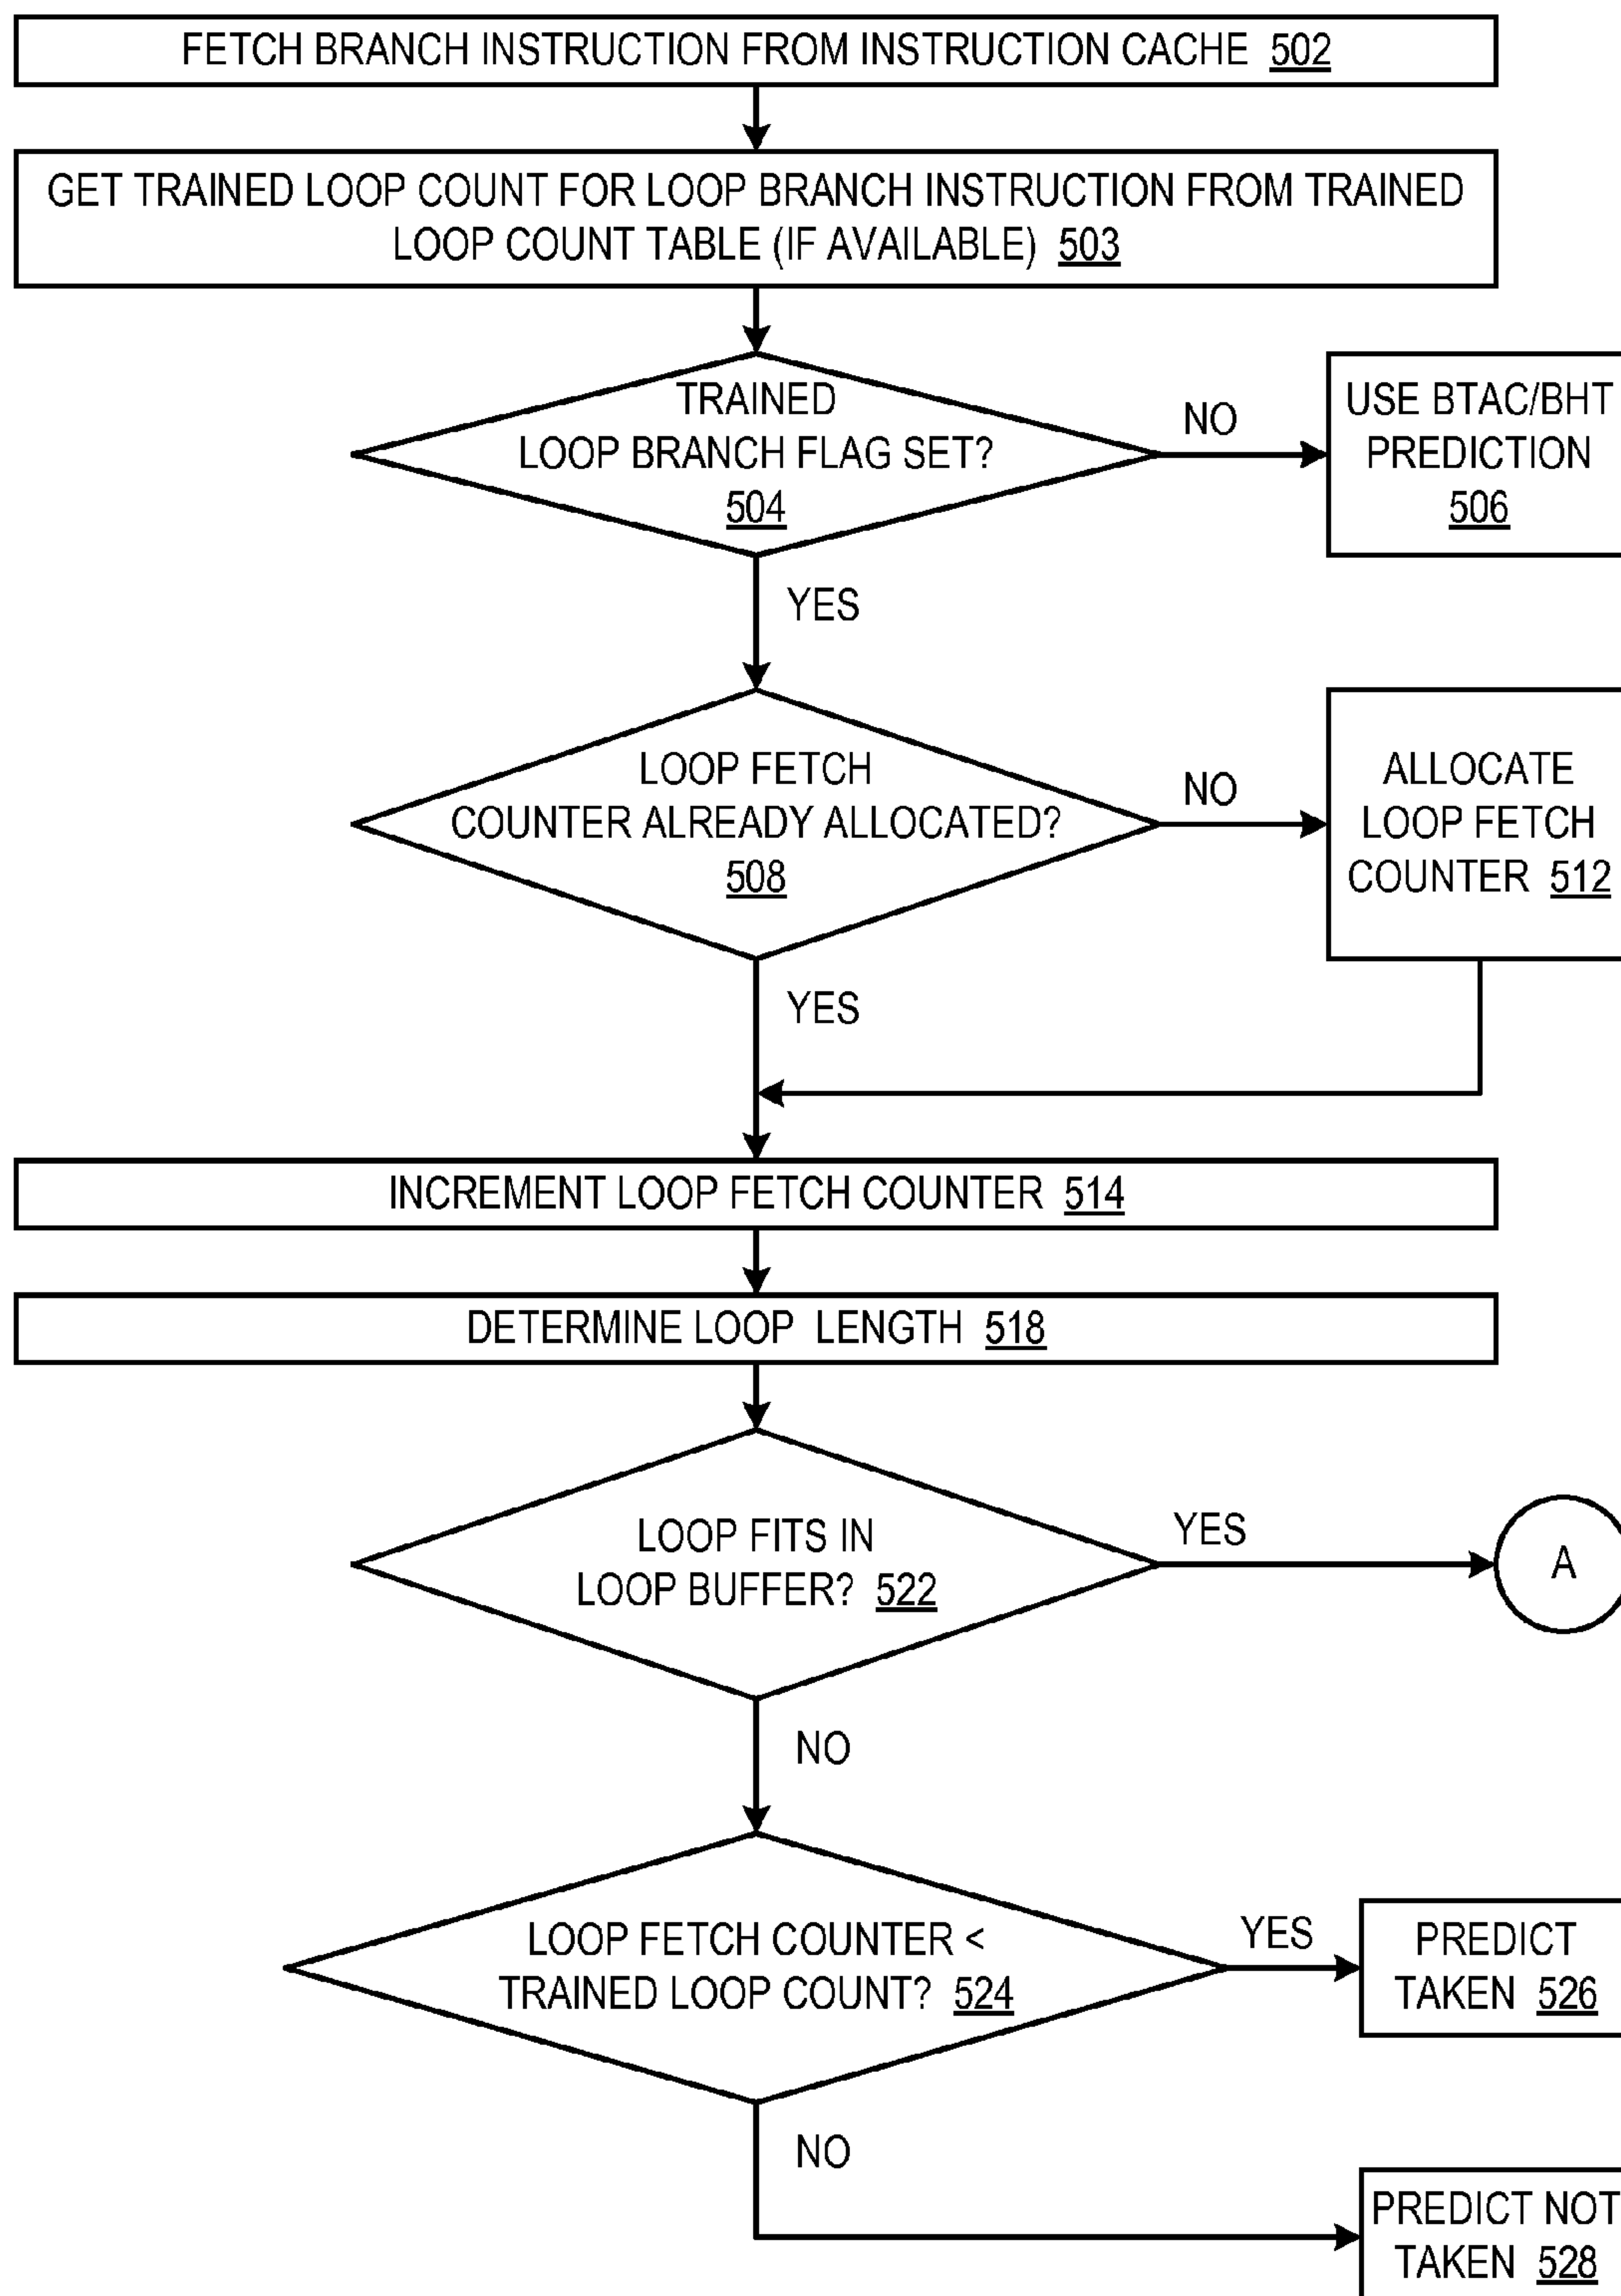 FETCH BRANCH INSTRUCTION FROM INSTRUCTION CACHE 502
GET TRAINED LOOP COUNT FOR LOOP BRANCH INSTRUCTION FROM TRAINED
LOOP COUNT TABLE (IF AVAILABLE) 503
TRAINED
LOOP BRANCH FLAG SET?
504
NO
USE BTAC/BHT
PREDICTION
506
YES
LOOP FETCH
COUNTER ALREADY ALLOCATED?
508
NO
ALLOCATE
LOOP FETCH
COUNTER 512
YES
INCREMENT LOOP FETCH COUNTER 514
DETERMINE LOOP LENGTH 518
LOOP FITS IN
LOOP BUFFER? 522
YES
A
NO
LOOP FETCH COUNTER <
TRAINED LOOP COUNT? 524
YES
PREDICT
TAKEN 526
NO
PREDICT NOT
TAKEN 528